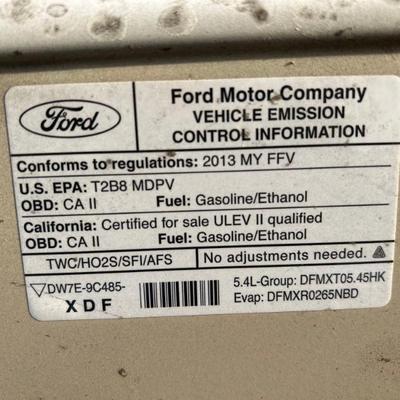 Ford
Ford Motor Company
VEHICLE EMISSION
CONTROL INFORMATION
Conforms to regulations: 2013 MY FFV
U.S. EPA: T2B8 MDPV
OBD: CA II Fuel: Gasoline/Ethanol
California: Certified for sale ULEV II qualified
OBD: CA II Fuel: Gasoline/Ethanol
TWC/HO2S/SFI/AFS No adjustments needed.
DW7E-9C485- 5.4L-Group: DFMXT05.45HK
XDF Evap: DFMXR0265NBD